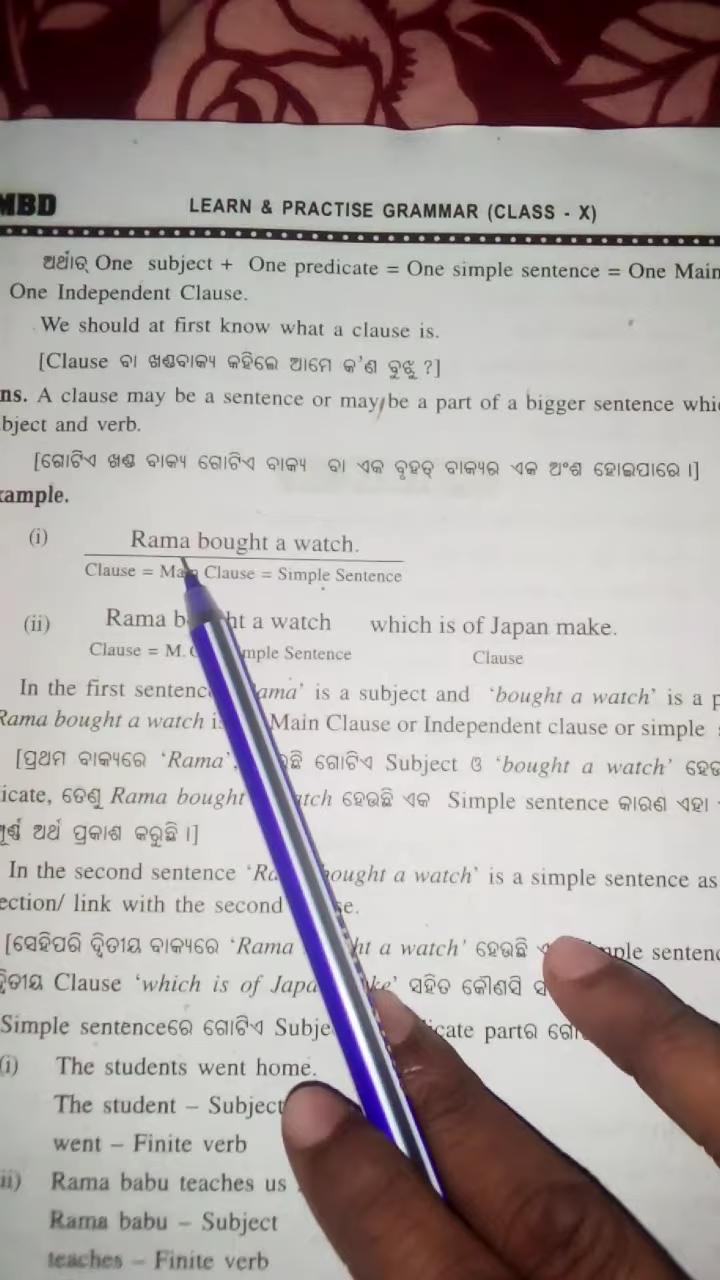 MBD LEARN & PRACTISE GRAMMAR (CLASS - X)
ଅର୍ଥାତ୍ One subject + One predicate = One simple sentence = One Main
One Independent Clause.
We should at first know what a clause is.
[Clause ବା ଖଣ୍ଡବାକ୍ୟ କହିଲେ ଆମେ କ'ଣ ବୁଝୁ ?]
ns. A clause may be a sentence or may be a part of a bigger sentence whi
bject and verb.
[ଗୋଟିଏ ଖଣ୍ଡ ବାକ୍ୟ ଗୋଟିଏ ବାକ୍ୟ ବା ଏକ ବୃହତ୍ ବାକ୍ୟର ଏକ ଅଂଶ ହୋଇପାରେ ।]
xample.
(i) Rama bought a watch.
Clause = Main Clause = Simple Sentence
(ii) Rama ht a watch which is of Japan make.
Clause = M. mple Sentence Clause
In the first sentenc ama' is a subject and 'bought a watch' is a p
Rama bought a watch Main Clause or Independent clause or simple
[ପ୍ରଥମ ବାକ୍ୟରେ 'Rama' ଗୋଟିଏ Subject ଓ 'bought a watch' ହେଉ
icate, ତେଣୁ Rama bought tch ହେଉଛି ଏକ Simple sentence କାରଣ ଏହା
ପୂର୍ଣ୍ଣ ଅର୍ଥ ପ୍ରକାଶ କରୁଛି ।]
In the second sentence 'Ra ought a watch' is a simple sentence as
ection/ link with the second se.
[ସେହିପରି ଦ୍ୱିତୀୟ ବାକ୍ୟରେ 'Rama ht a watch' ହେଉଛି mple sentenc
ଦ୍ୱିତୀୟ Clause 'which is of Japa ke' ସହିତ କୌଣସି
Simple sentenceରେ ଗୋଟିଏ Subje icate partର
(i) The students went home.
The student – Subject
went – Finite verb
ii) Rama babu teaches us
Rama babu – Subject
teaches – Finite verb